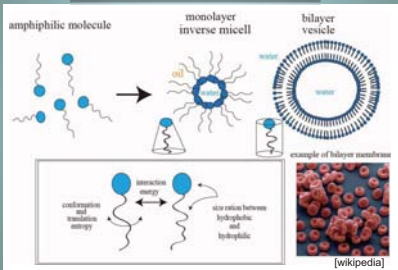 amphiphilic molecule
monolayer
inverse micell
bilayer
vesicle
oil
water
water
water
example of bilayer membrane
interaction
energy
conformation
and
translation
entropy
size ration between
hydrophobic
and
hydrophilic
[wikipedia]